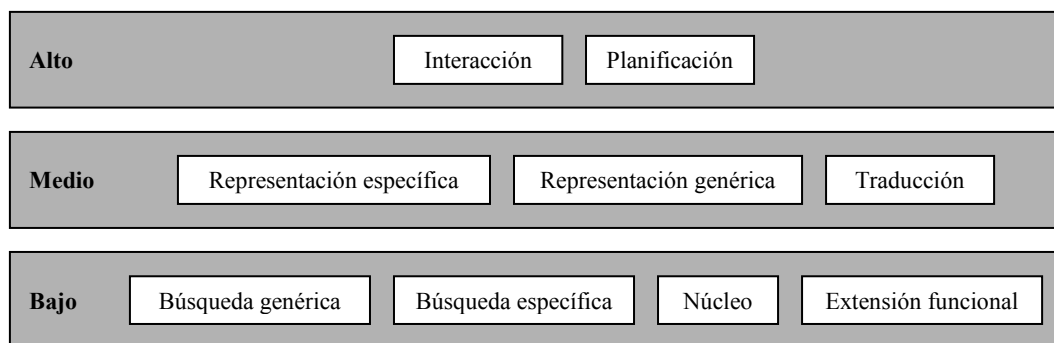 Alto Interacción Planificación
Medio Representación específica Representación genérica Traducción
Bajo Búsqueda genérica Búsqueda específica Núcleo Extensión funcional